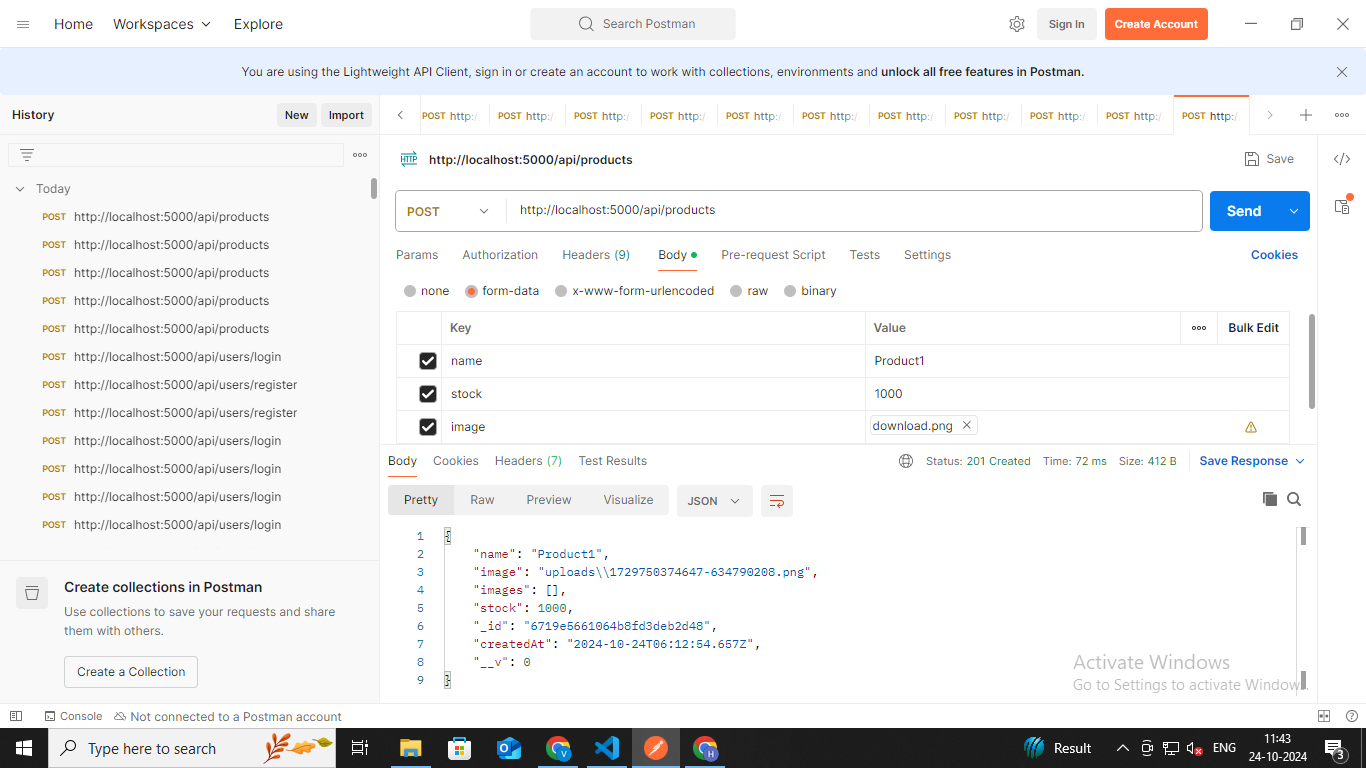 Home Workspaces Explore Search Postman Sign In Create Account
You are using the Lightweight API Client, sign in or create an account to work with collections, environments and unlock all free features in Postman.
History New Import
POST http:/ POST http:/ POST http:/ POST http:/ POST http:/ POST http:/ POST http:/ POST http:/ POST http:/ POST http:/ POST http:/
Today
POST http://localhost:5000/api/products
POST http://localhost:5000/api/products
POST http://localhost:5000/api/products
POST http://localhost:5000/api/products
POST http://localhost:5000/api/products
POST http://localhost:5000/api/users/login
POST http://localhost:5000/api/users/register
POST http://localhost:5000/api/users/register
POST http://localhost:5000/api/users/login
POST http://localhost:5000/api/users/login
POST http://localhost:5000/api/users/login
POST http://localhost:5000/api/users/login
Create collections in Postman
Use collections to save your requests and share
them with others.
Create a Collection
HTTP http://localhost:5000/api/products Save
POST http://localhost:5000/api/products Send
Params Authorization Headers (9) Body Pre-request Script Tests Settings Cookies
none form-data x-www-form-urlencoded raw binary
Key Value Bulk Edit
name Product1
stock 1000
image download.png
Body Cookies Headers (7) Test Results Status: 201 Created Time: 72 ms Size: 412 B Save Response
Pretty Raw Preview Visualize JSON
1 {
2 "name": "Product1",
3 "image": "uploads\\1729750374647-634790208.png",
4 "images": [],
5 "stock": 1000,
6 "_id": "6719e5661064b8fd3deb2d48",
7 "createdAt": "2024-10-24T06:12:54.657Z",
8 "__v": 0
9 }
Activate Windows
Go to Settings to activate Windows.
Console Not connected to a Postman account
Type here to search Result ENG 11:43
24-10-2024 3